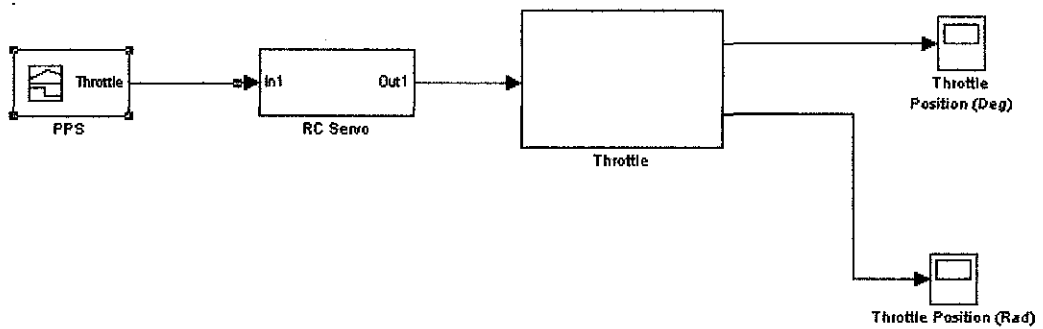 Throttle
PPS
In1
Out1
RC Servo
Throttle
Throttle
Position (Deg)
Throttle Position (Rad)